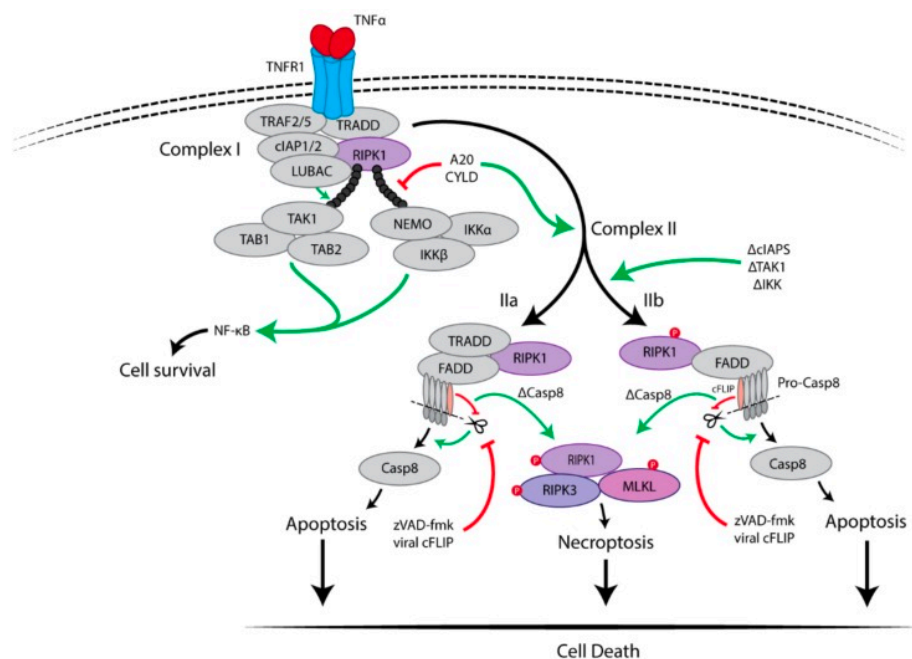 TNFα
TNFR1
TRAF2/5
TRADD
Complex I
cIAP1/2
RIPK1
LUBAC
A20
CYLD
TAK1
TAB1
TAB2
NEMO
IKKα
IKKβ
Complex II
ΔcIAPS
ΔTAK1
ΔIKK
IIa
IIb
NF-κB
Cell survival
TRADD
RIPK1
FADD
P
RIPK1
FADD
ΔCasp8
ΔCasp8
cFLIP
Pro-Casp8
Casp8
P
RIPK1
P
RIPK3
P
MLKL
Casp8
Apoptosis
zVAD-fmk
viral cFLIP
Necroptosis
zVAD-fmk
viral cFLIP
Apoptosis
Cell Death